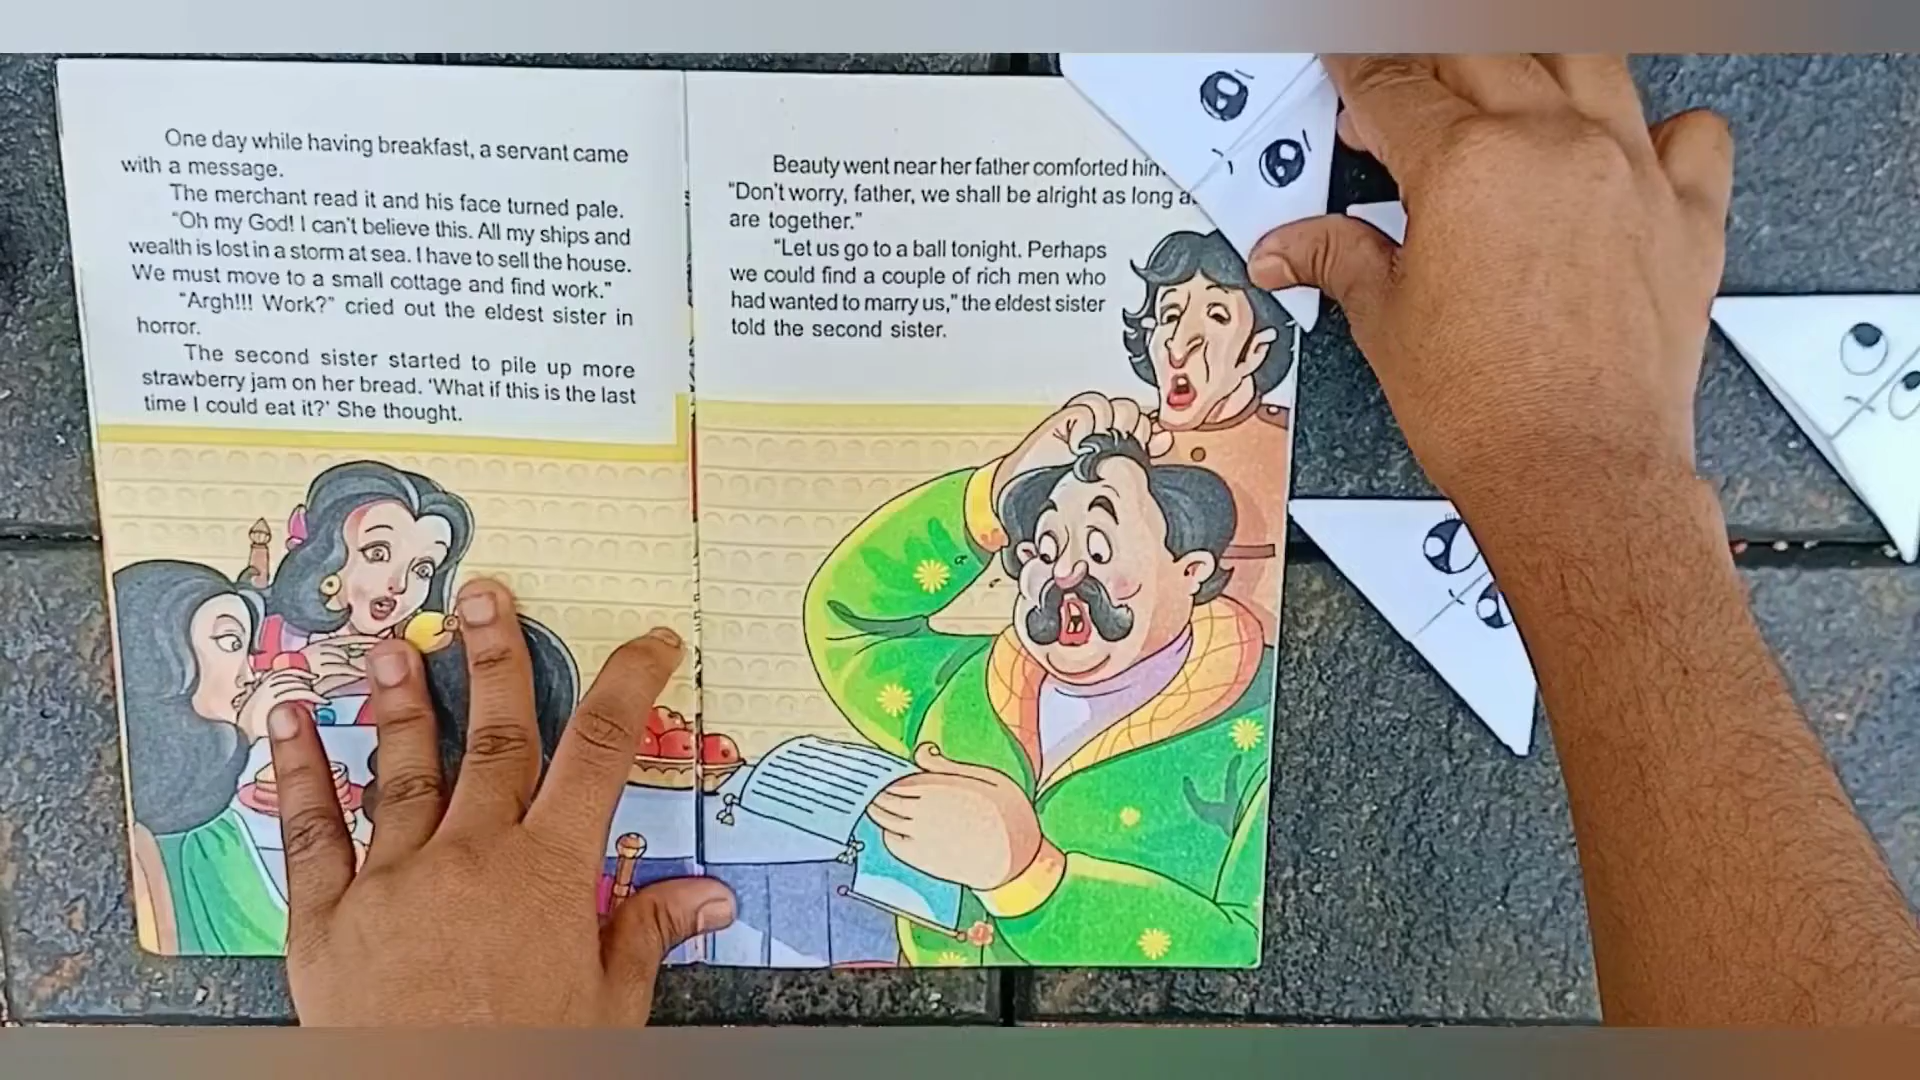 One day while having breakfast, a servant came
with a message.
The merchant read it and his face turned pale.
"Oh my God! I can't believe this. All my ships and
wealth is lost in a storm at sea. I have to sell the house.
We must move to a small cottage and find work."
"Argh!!! Work?" cried out the eldest sister in
horror.
The second sister started to pile up more
strawberry jam on her bread. 'What if this is the last
time I could eat it?' She thought.
Beauty went near her father comforted
"Don't worry, father, we shall be alright as long
are together."
"Let us go to a ball tonight. Perhaps
we could find a couple of rich men who
had wanted to marry us," the eldest sister
told the second sister.